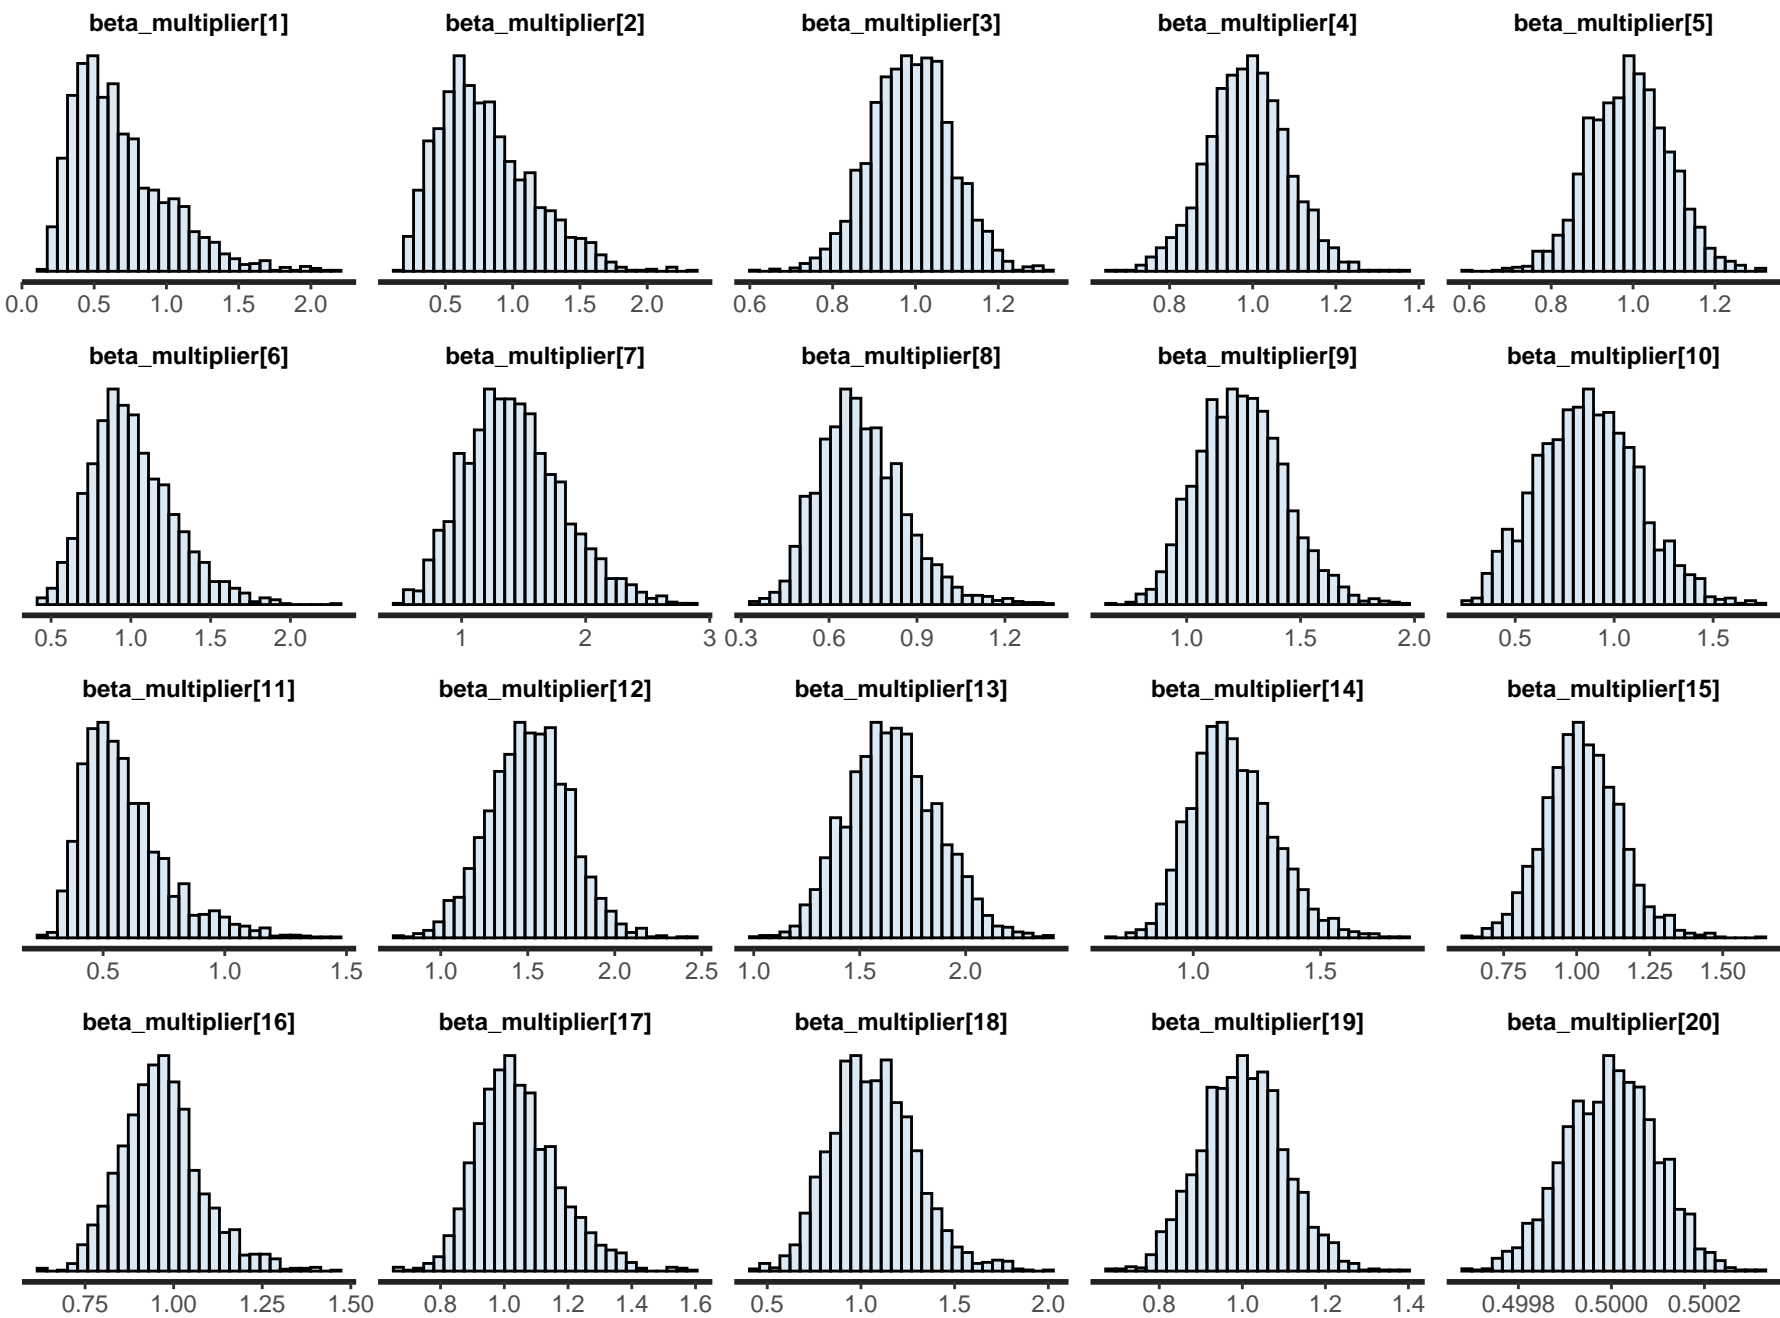 beta_multiplier[1] beta_multiplier[2] beta_multiplier[3] beta_multiplier[4] beta_multiplier[5]
0.0 0.5 1.0 1.5 2.0 0.5 1.0 1.5 2.0 0.6 0.8 1.0 1.2 0.8 1.0 1.2 1.4 0.6 0.8 1.0 1.2
beta_multiplier[6] beta_multiplier[7] beta_multiplier[8] beta_multiplier[9] beta_multiplier[10]
0.5 1.0 1.5 2.0 1 2 3 0.3 0.6 0.9 1.2 1.0 1.5 2.0 0.5 1.0 1.5
beta_multiplier[11] beta_multiplier[12] beta_multiplier[13] beta_multiplier[14] beta_multiplier[15]
0.5 1.0 1.5 1.0 1.5 2.0 2.5 1.0 1.5 2.0 1.0 1.5 0.75 1.00 1.25 1.50
beta_multiplier[16] beta_multiplier[17] beta_multiplier[18] beta_multiplier[19] beta_multiplier[20]
0.75 1.00 1.25 1.50 0.8 1.0 1.2 1.4 1.6 0.5 1.0 1.5 2.0 0.8 1.0 1.2 1.4 0.4998 0.5000 0.5002